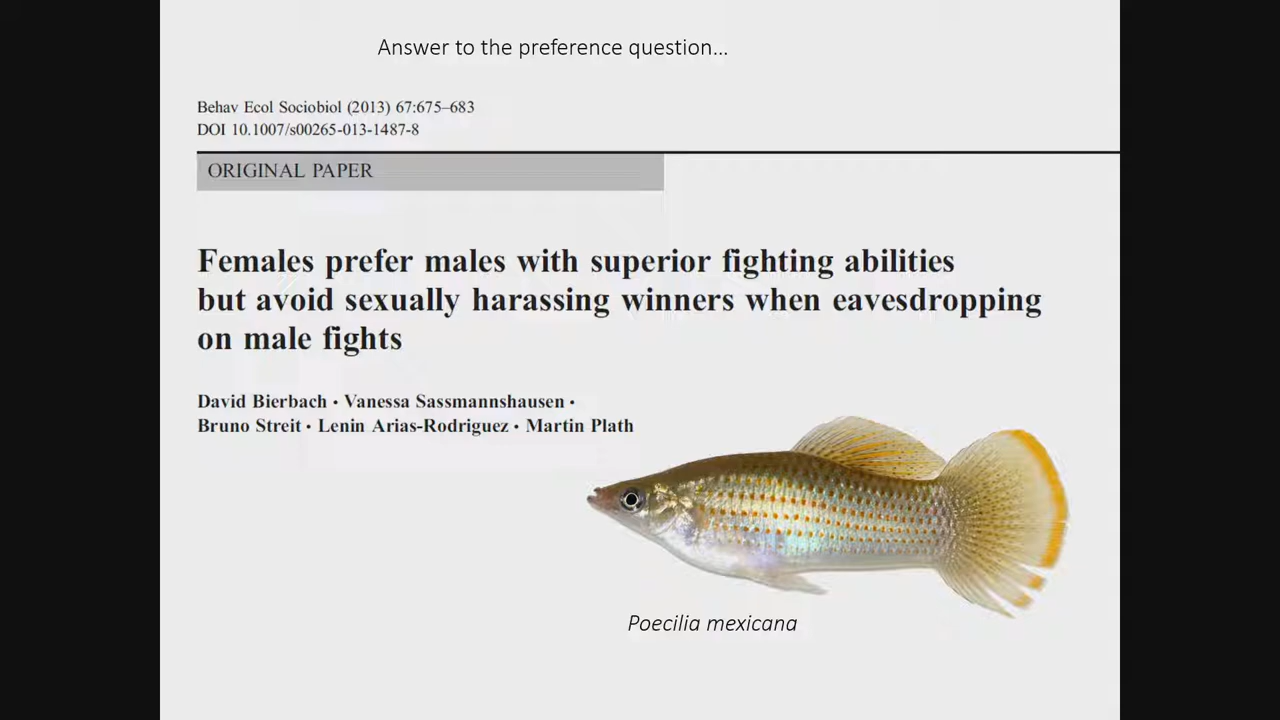 Answer to the preference question...
Behav Ecol Sociobiol (2013) 67:675–683
DOI 10.1007/s00265-013-1487-8
ORIGINAL PAPER
Females prefer males with superior fighting abilities
but avoid sexually harassing winners when eavesdropping
on male fights
David Bierbach • Vanessa Sassmannshausen •
Bruno Streit • Lenin Arias-Rodriguez • Martin Plath
Poecilia mexicana